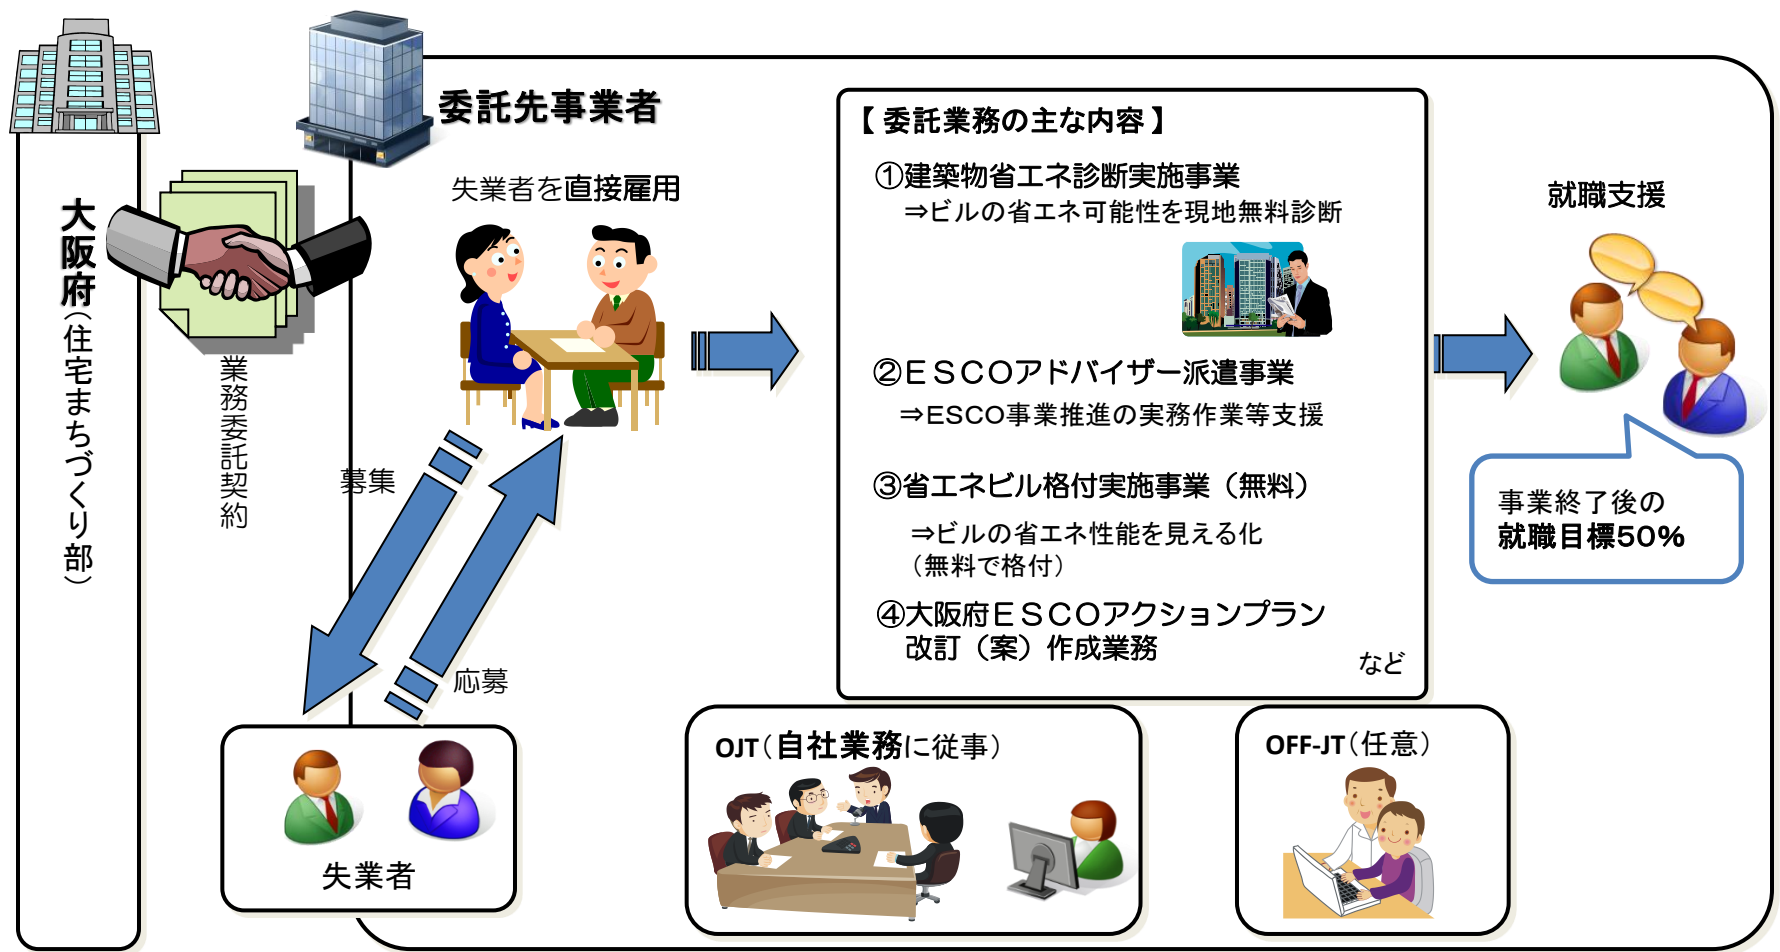 大阪府(住宅まちづくり部)
業務委託契約
委託先事業者
失業者を直接雇用
募集
応募
失業者
【 委託業務の主な内容 】
①建築物省エネ診断実施事業
⇒ビルの省エネ可能性を現地無料診断
②ESCOアドバイザー派遣事業
⇒ESCO事業推進の実務作業等支援
③省エネビル格付実施事業(無料)
⇒ビルの省エネ性能を見える化
(無料で格付)
④大阪府ESCOアクションプラン
改訂(案)作成業務
など
OJT(自社業務に従事)
OFF-JT(任意)
就職支援
事業終了後の
就職目標50%